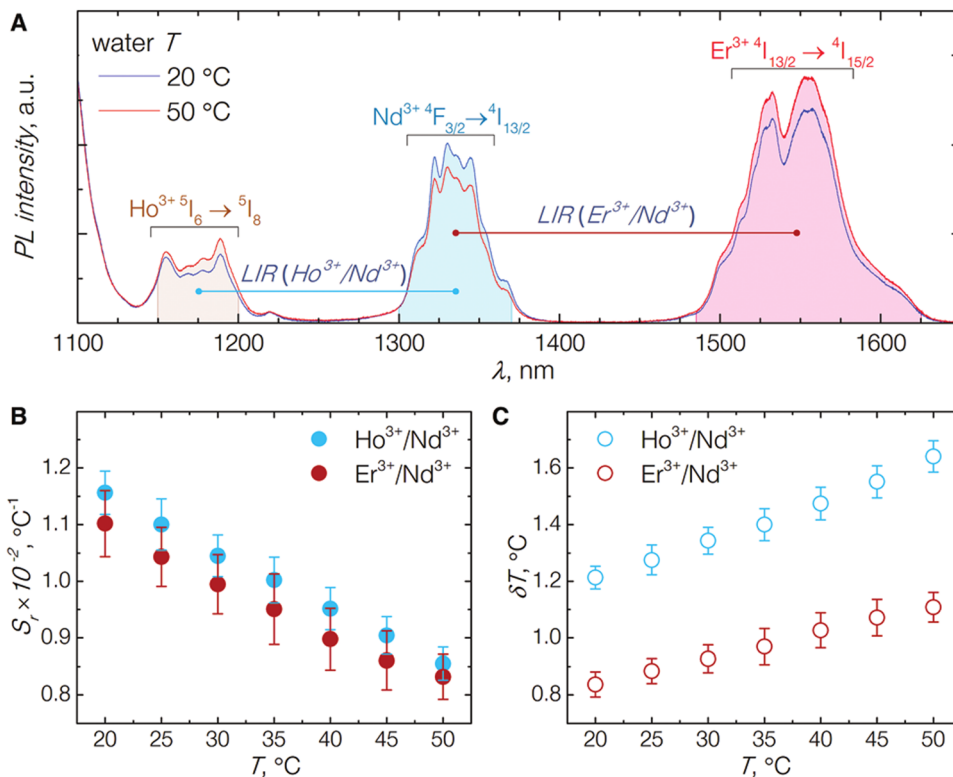 A
water T
20 °C
50 °C
Ho³⁺ ⁵I₆ → ⁵I₈
Nd³⁺ ⁴F₃/₂→⁴I₁₃/₂
Er³⁺ ⁴I₁₃/₂→ ⁴I₁₅/₂
LIR (Ho³⁺/Nd³⁺)
LIR (Er³⁺/Nd³⁺)
PL intensity, a.u.
1100 1200 1300 1400 1500 1600
λ, nm
B
Ho³⁺/Nd³⁺
Er³⁺/Nd³⁺
Sᵣ × 10⁻², °C⁻¹
1.2
1.1
1.0
0.9
0.8
20 25 30 35 40 45 50
T, °C
C
Ho³⁺/Nd³⁺
Er³⁺/Nd³⁺
δT, °C
1.6
1.4
1.2
1.0
0.8
20 25 30 35 40 45 50
T, °C